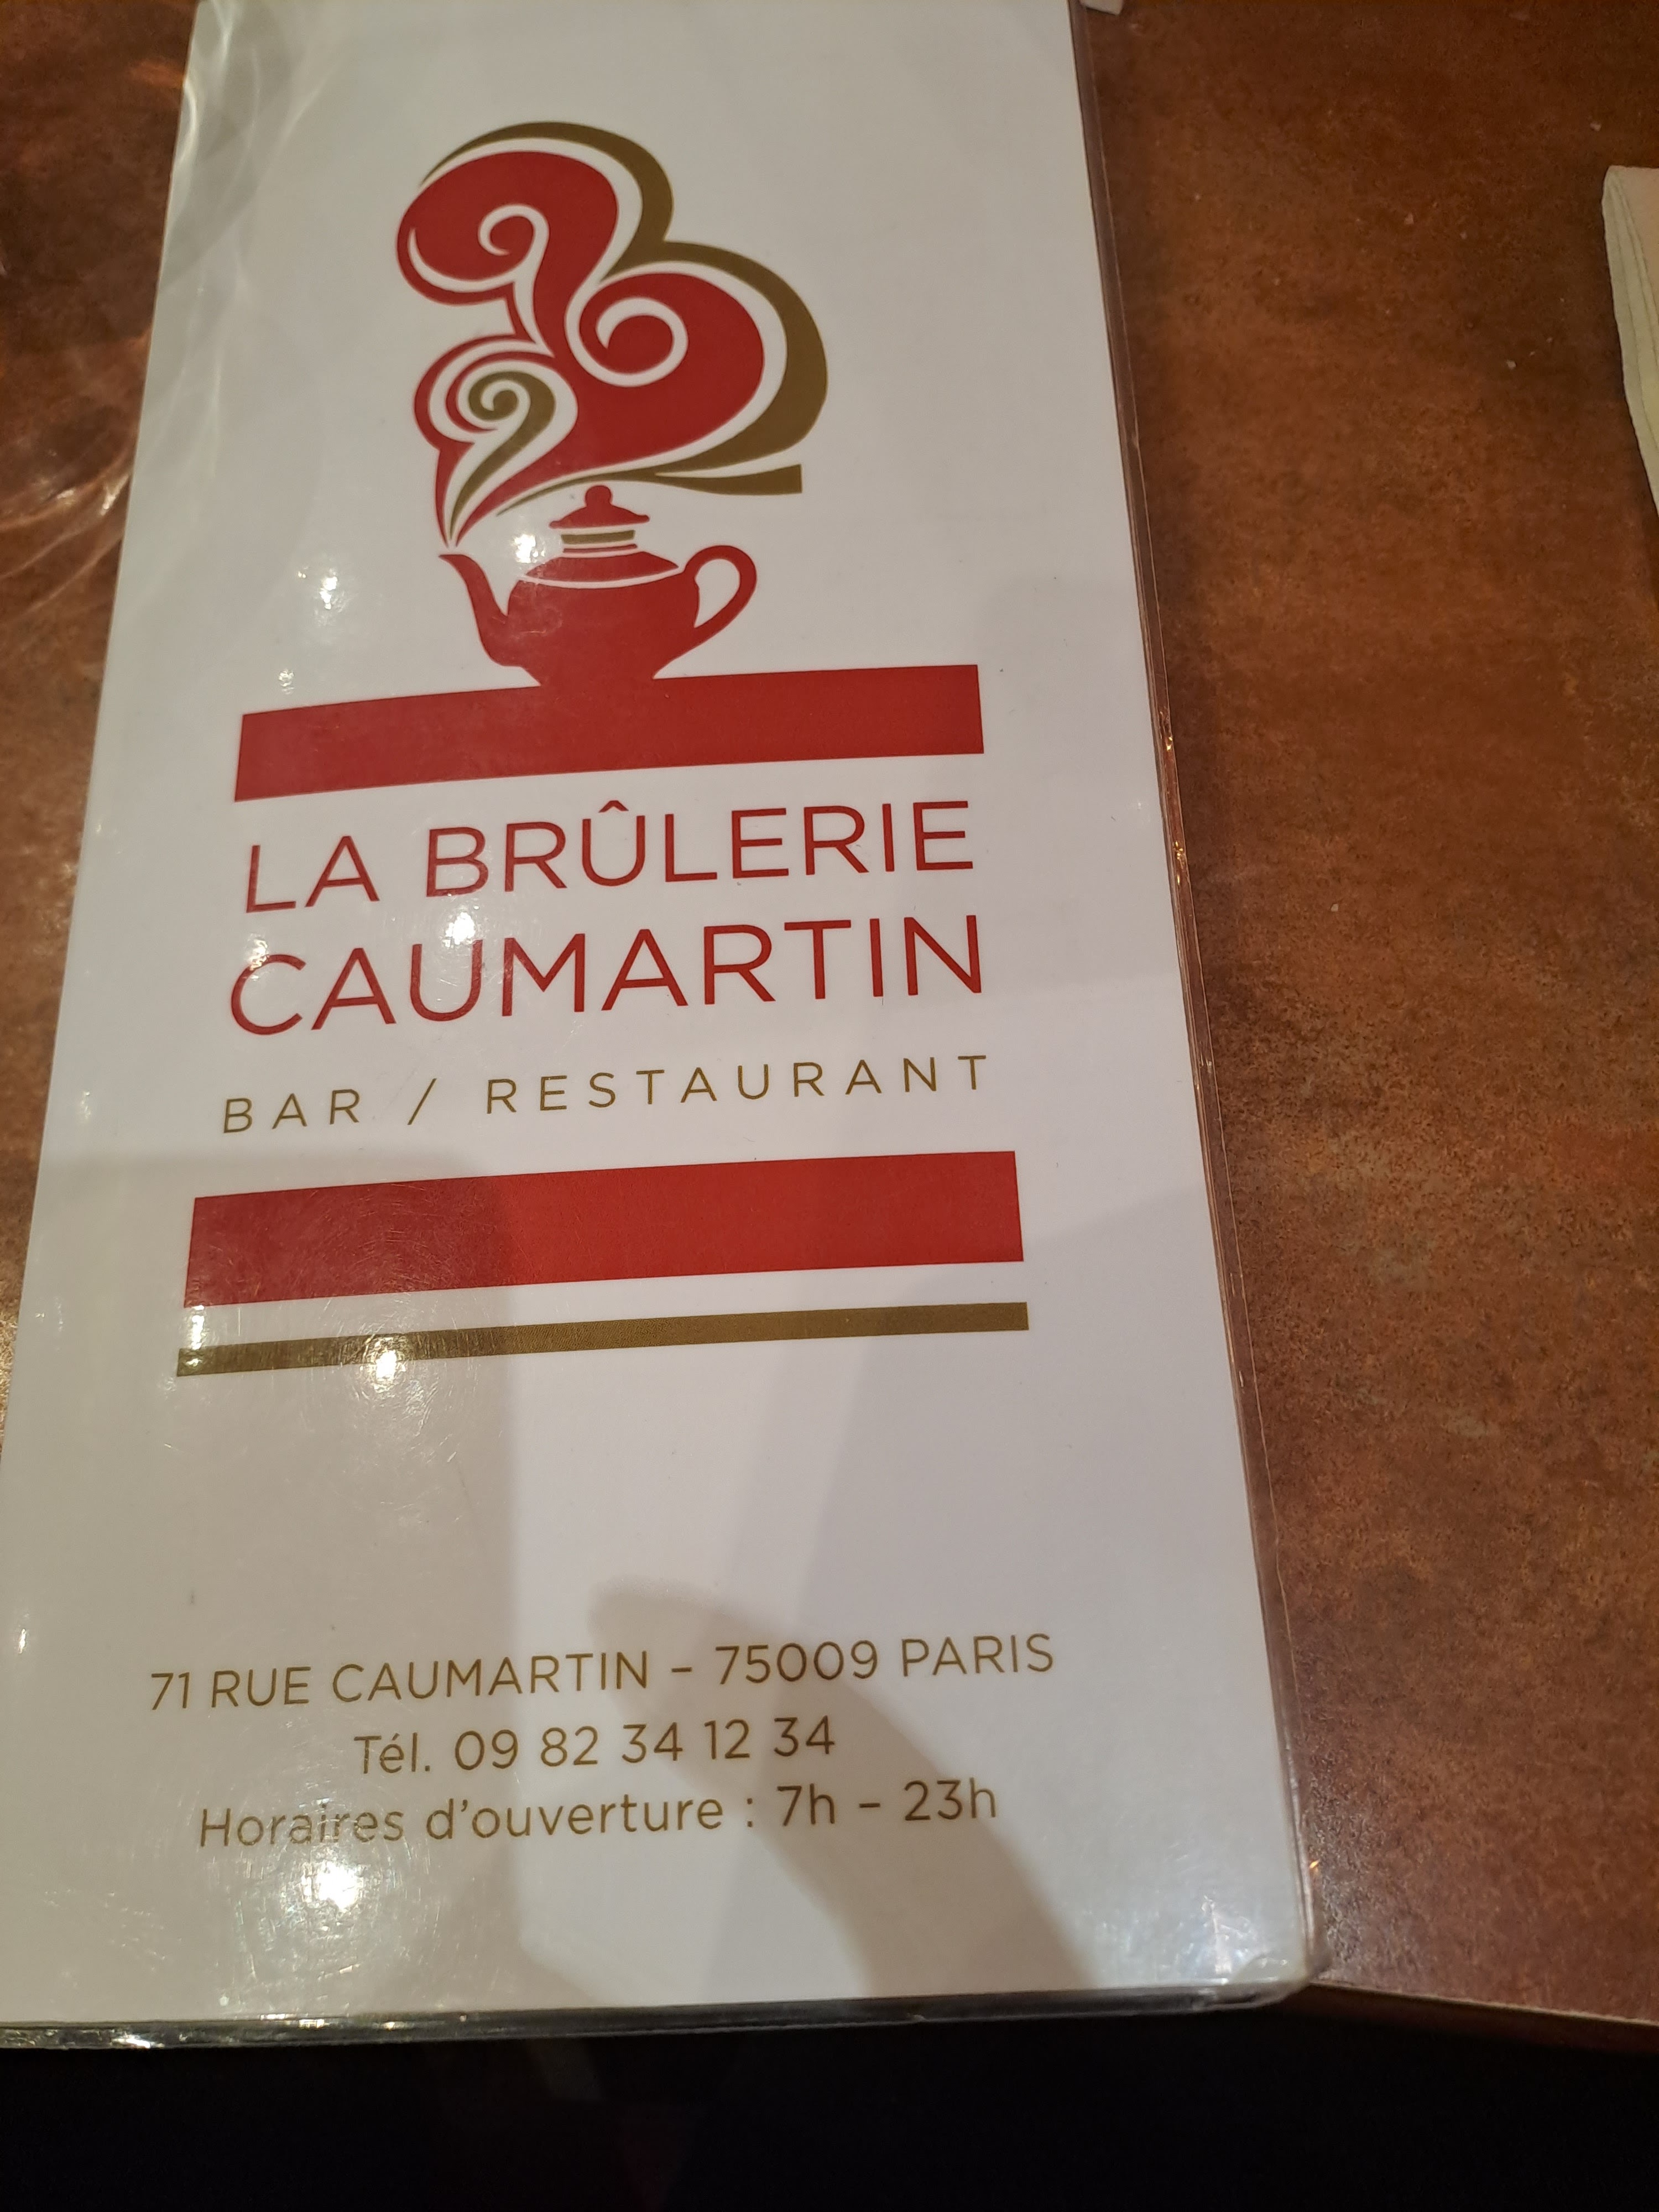 LA BRÛLERIE
CAUMARTIN
BAR / RESTAURANT
71 RUE CAUMARTIN – 75009 PARIS
Tél. 09 82 34 12 34
Horaires d'ouverture : 7h – 23h